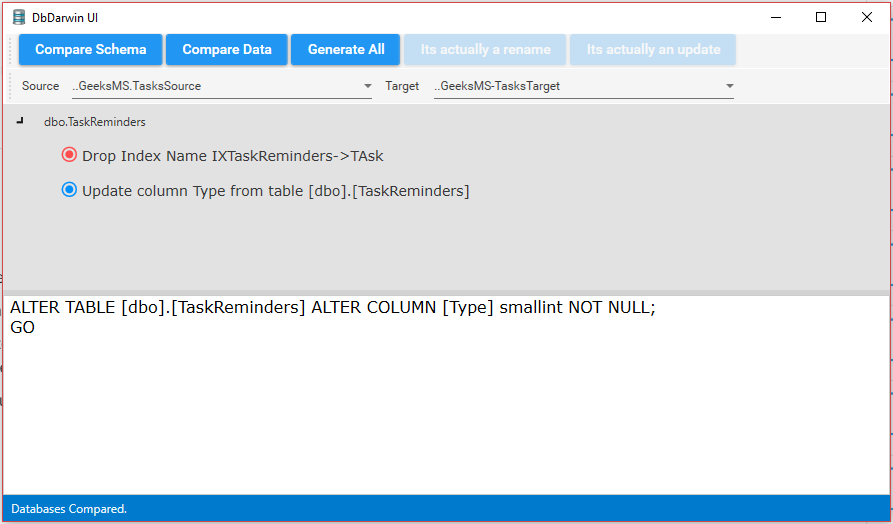 DbDarwin UI
Compare Schema Compare Data Generate All Its actually a rename Its actually an update
Source ..GeeksMS.TasksSource Target ..GeeksMS-TasksTarget
dbo.TaskReminders
Drop Index Name IXTaskReminders->TAsk
Update column Type from table [dbo].[TaskReminders]
ALTER TABLE [dbo].[TaskReminders] ALTER COLUMN [Type] smallint NOT NULL;
GO
Databases Compared.